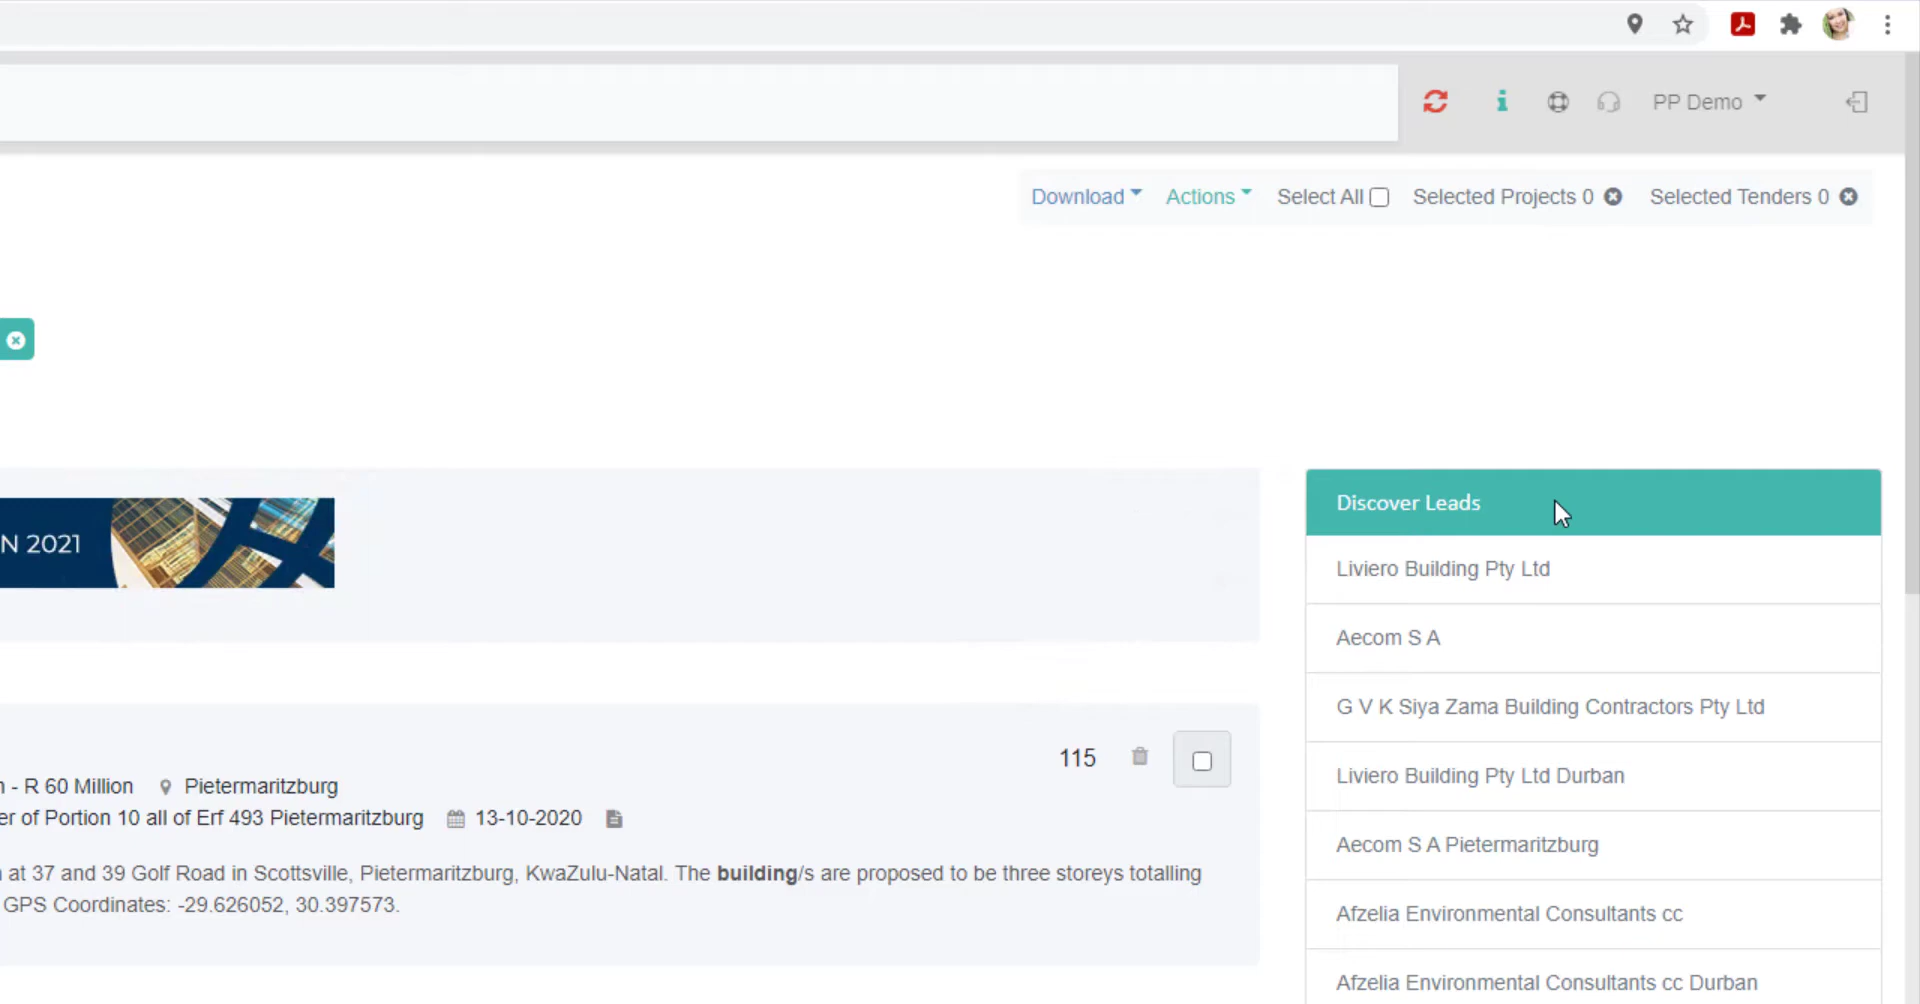 PP Demo
Download Actions Select All Selected Projects 0 Selected Tenders 0
N 2021
Discover Leads
Liviero Building Pty Ltd
Aecom S A
G V K Siya Zama Building Contractors Pty Ltd
Liviero Building Pty Ltd Durban
Aecom S A Pietermaritzburg
Afzelia Environmental Consultants cc
Afzelia Environmental Consultants cc Durban
115
- R 60 Million Pietermaritzburg
er of Portion 10 all of Erf 493 Pietermaritzburg 13-10-2020
at 37 and 39 Golf Road in Scottsville, Pietermaritzburg, KwaZulu-Natal. The building/s are proposed to be three storeys totalling
GPS Coordinates: -29.626052, 30.397573.